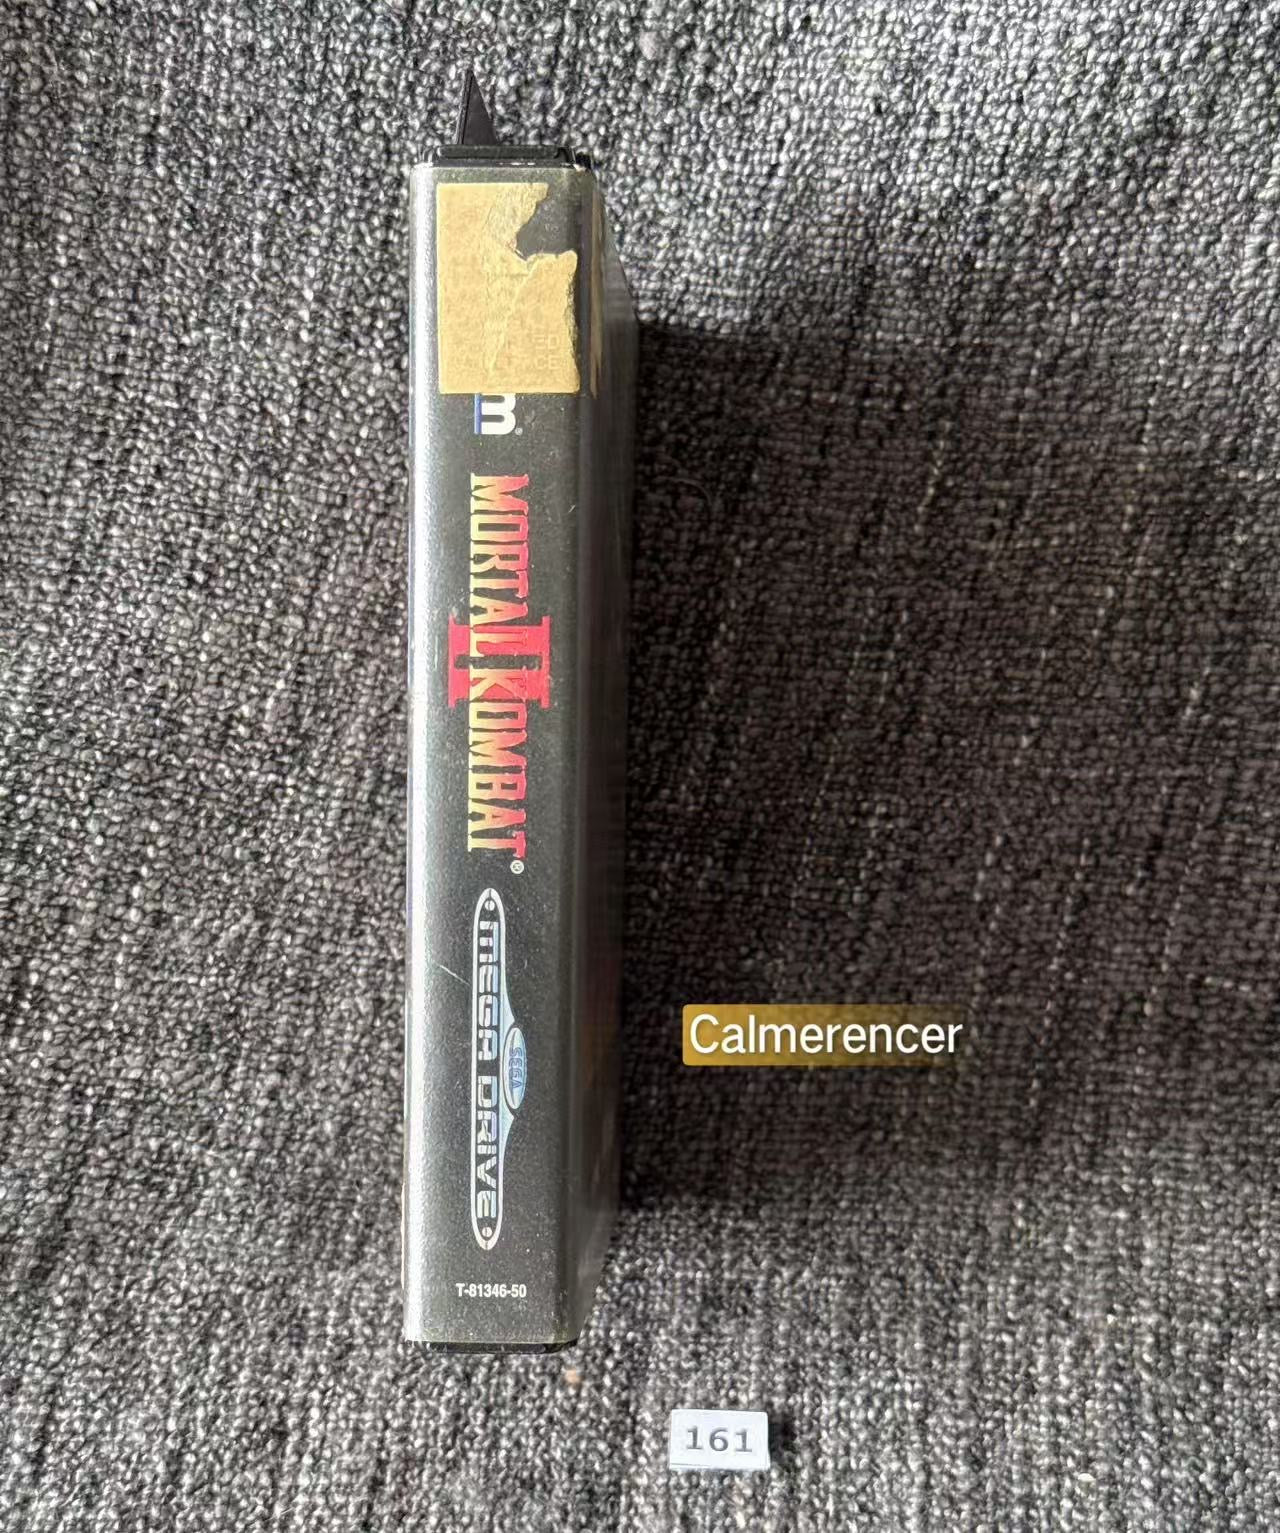 m®
MORTAL KOMBAT®
II
MEGA DRIVE
SEGA
T-81346-50
Calmerencer
161